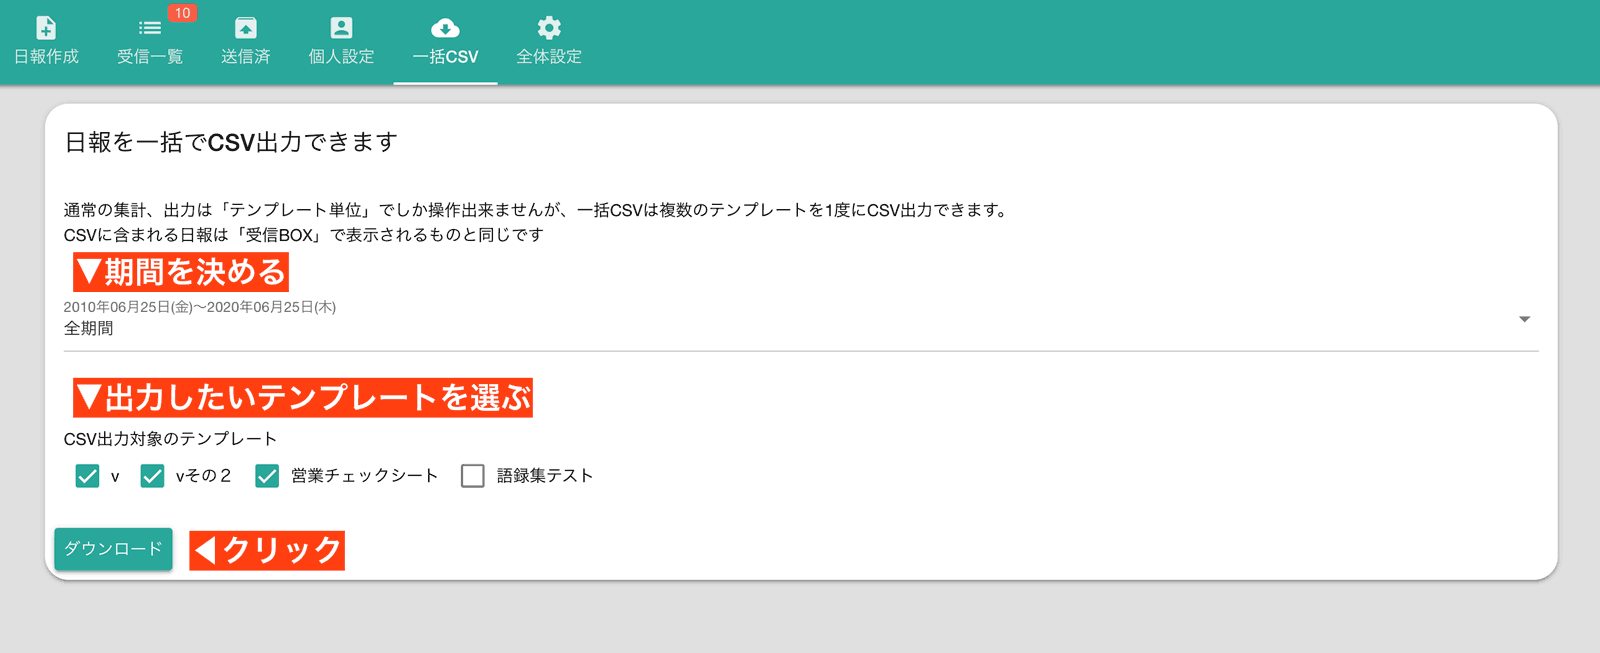 10
日報作成
受信一覧
送信済
個人設定
一括CSV
全体設定
日報を一括でCSV出力できます
通常の集計、出力は「テンプレート単位」でしか操作出来ませんが、一括CSVは複数のテンプレートを1度にCSV出力できます。
CSVに含まれる日報は「受信BOX」で表示されるものと同じです
▼期間を決める
2010年06月25日(金)〜2020年06月25日(木)
全期間
▼出力したいテンプレートを選ぶ
CSV出力対象のテンプレート
v
vその２
営業チェックシート
語録集テスト
ダウンロード
◀クリック